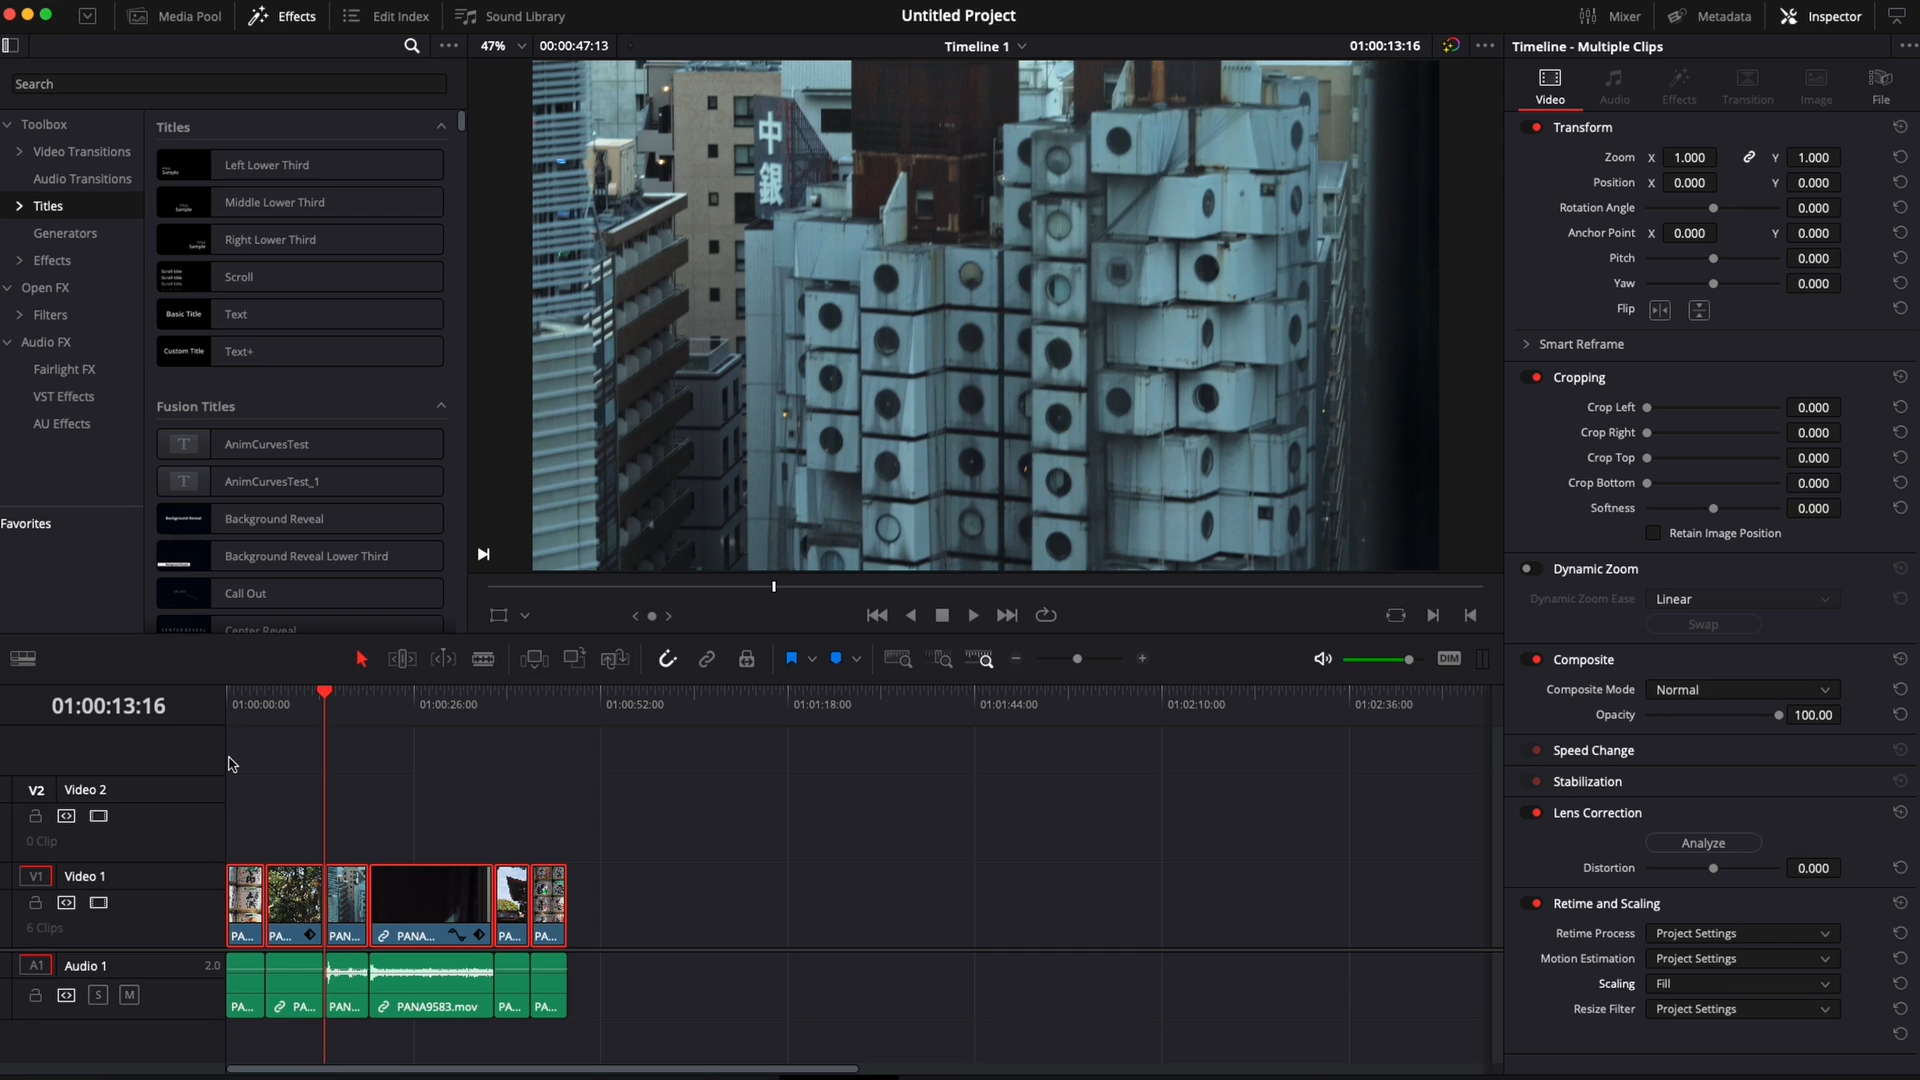 Media Pool
Effects
Edit Index
Sound Library
Untitled Project
Mixer
Metadata
Inspector
47%
00:00:47:13
Timeline 1
01:00:13:16
Timeline - Multiple Clips
Search
Toolbox
Video Transitions
Audio Transitions
Titles
Generators
Effects
Open FX
Filters
Audio FX
Fairlight FX
VST Effects
AU Effects
Favorites
Titles
Left Lower Third
Middle Lower Third
Right Lower Third
Scroll
Basic Title
Text
Custom Title
Text+
Fusion Titles
AnimCurvesTest
AnimCurvesTest_1
Background Reveal
Background Reveal
Background Reveal Lower Third
Call Out
Center Reveal
中銀
Video
Audio
Effects
Transition
Image
File
Transform
Zoom X 1.000 Y 1.000
Position X 0.000 Y 0.000
Rotation Angle 0.000
Anchor Point X 0.000 Y 0.000
Pitch 0.000
Yaw 0.000
Flip
Smart Reframe
Cropping
Crop Left 0.000
Crop Right 0.000
Crop Top 0.000
Crop Bottom 0.000
Softness 0.000
Retain Image Position
Dynamic Zoom
Dynamic Zoom Ease Linear
Swap
Composite
Composite Mode Normal
Opacity 100.00
Speed Change
Stabilization
Lens Correction
Analyze
Distortion 0.000
Retime and Scaling
Retime Process Project Settings
Motion Estimation Project Settings
Scaling Fill
Resize Filter Project Settings
DIM
01:00:13:16
01:00:00:00
01:00:26:00
01:00:52:00
01:01:18:00
01:01:44:00
01:02:10:00
01:02:36:00
V2 Video 2
0 Clip
V1 Video 1
6 Clips
PA...
PA...
PAN...
PANA...
PA...
PA...
A1 Audio 1 2.0
S M
PA...
PA...
PAN...
PANA9583.mov
PA...
PA...